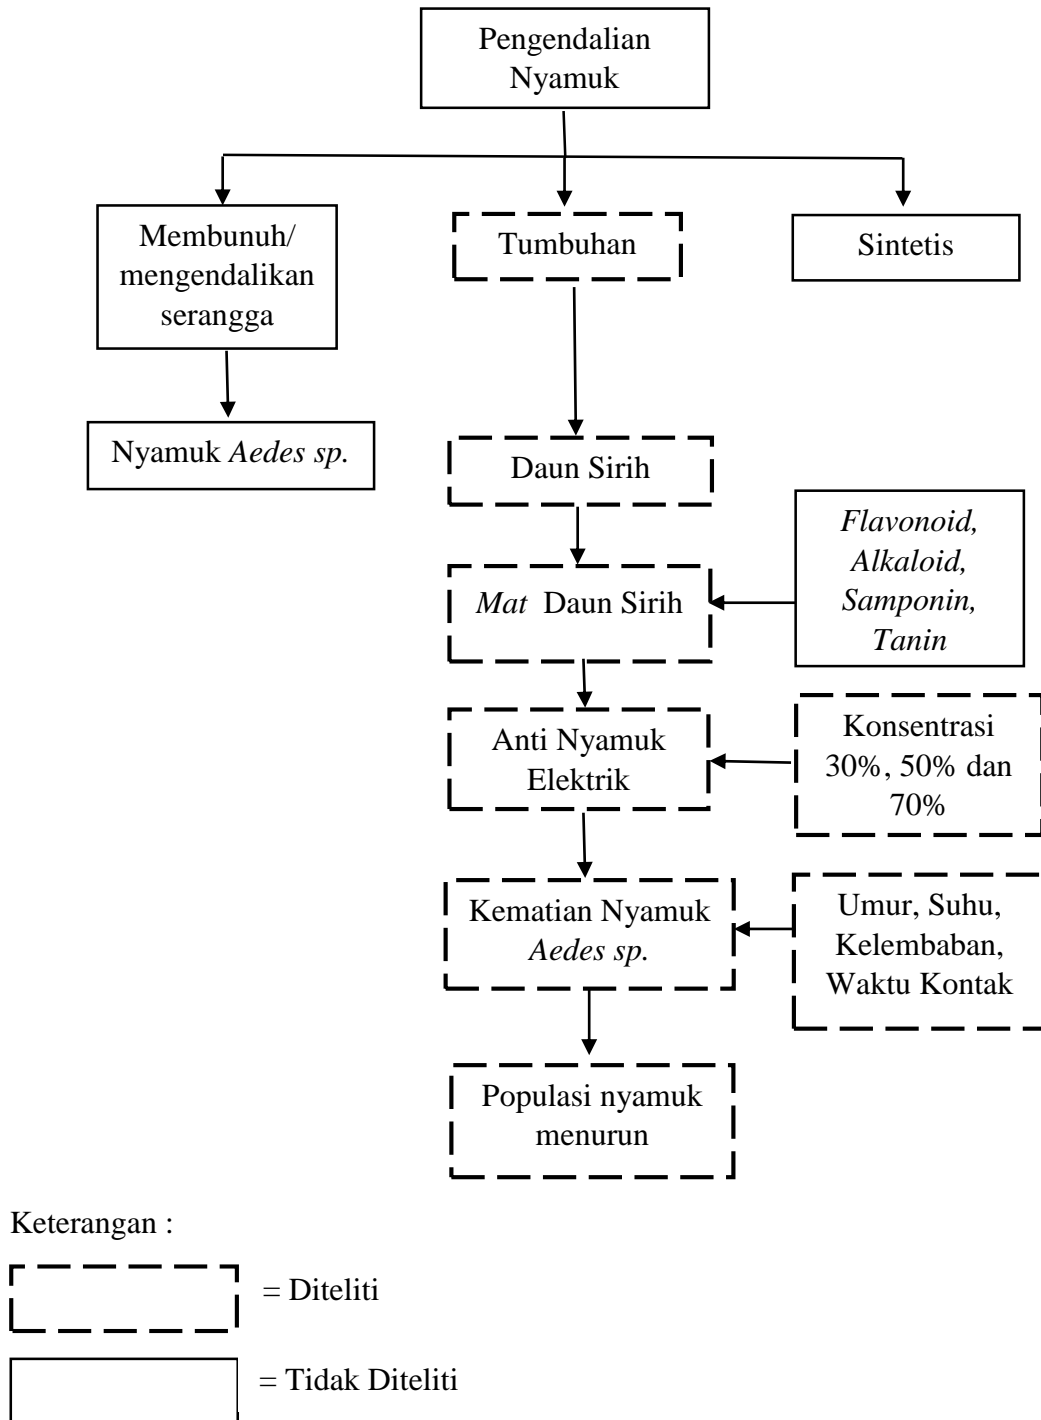 Pengendalian
Nyamuk
Membunuh/
mengendalikan
serangga
Tumbuhan
Sintetis
Nyamuk Aedes sp.
Daun Sirih
Flavonoid,
Alkaloid,
Samponin,
Tanin
Mat Daun Sirih
Anti Nyamuk
Elektrik
Konsentrasi
30%, 50% dan
70%
Kematian Nyamuk
Aedes sp.
Umur, Suhu,
Kelembaban,
Waktu Kontak
Populasi nyamuk
menurun
Keterangan :
= Diteliti
= Tidak Diteliti